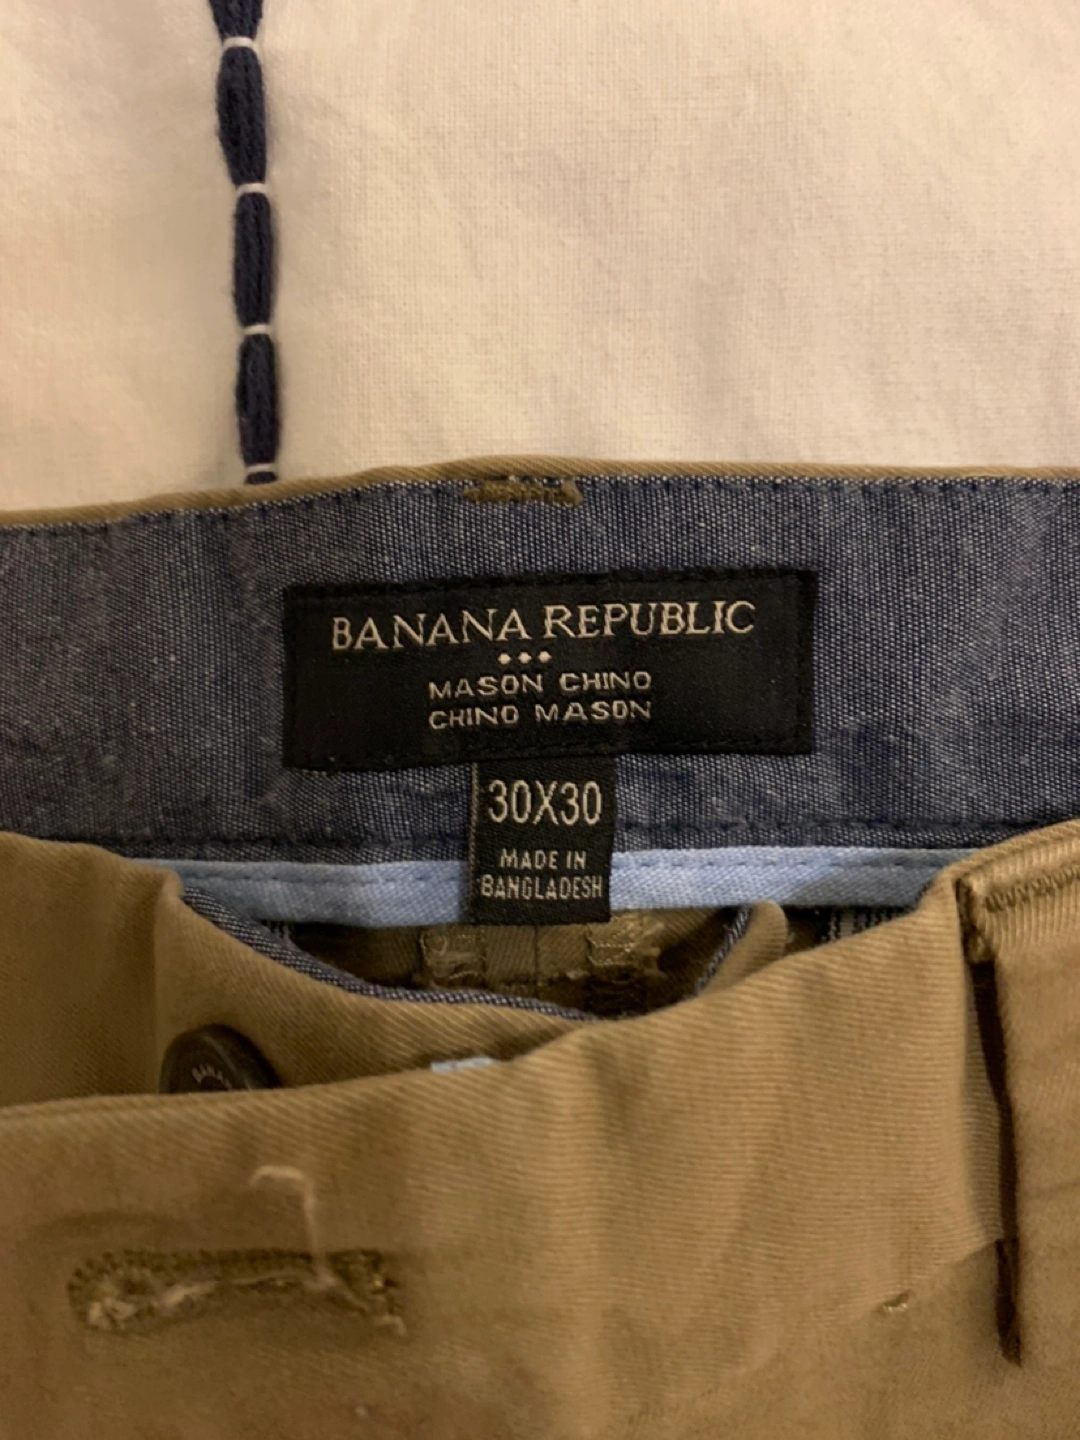 BANANA REPUBLIC
MASON CHINO
CHINO MASON
30X30
MADE IN
BANGLADESH